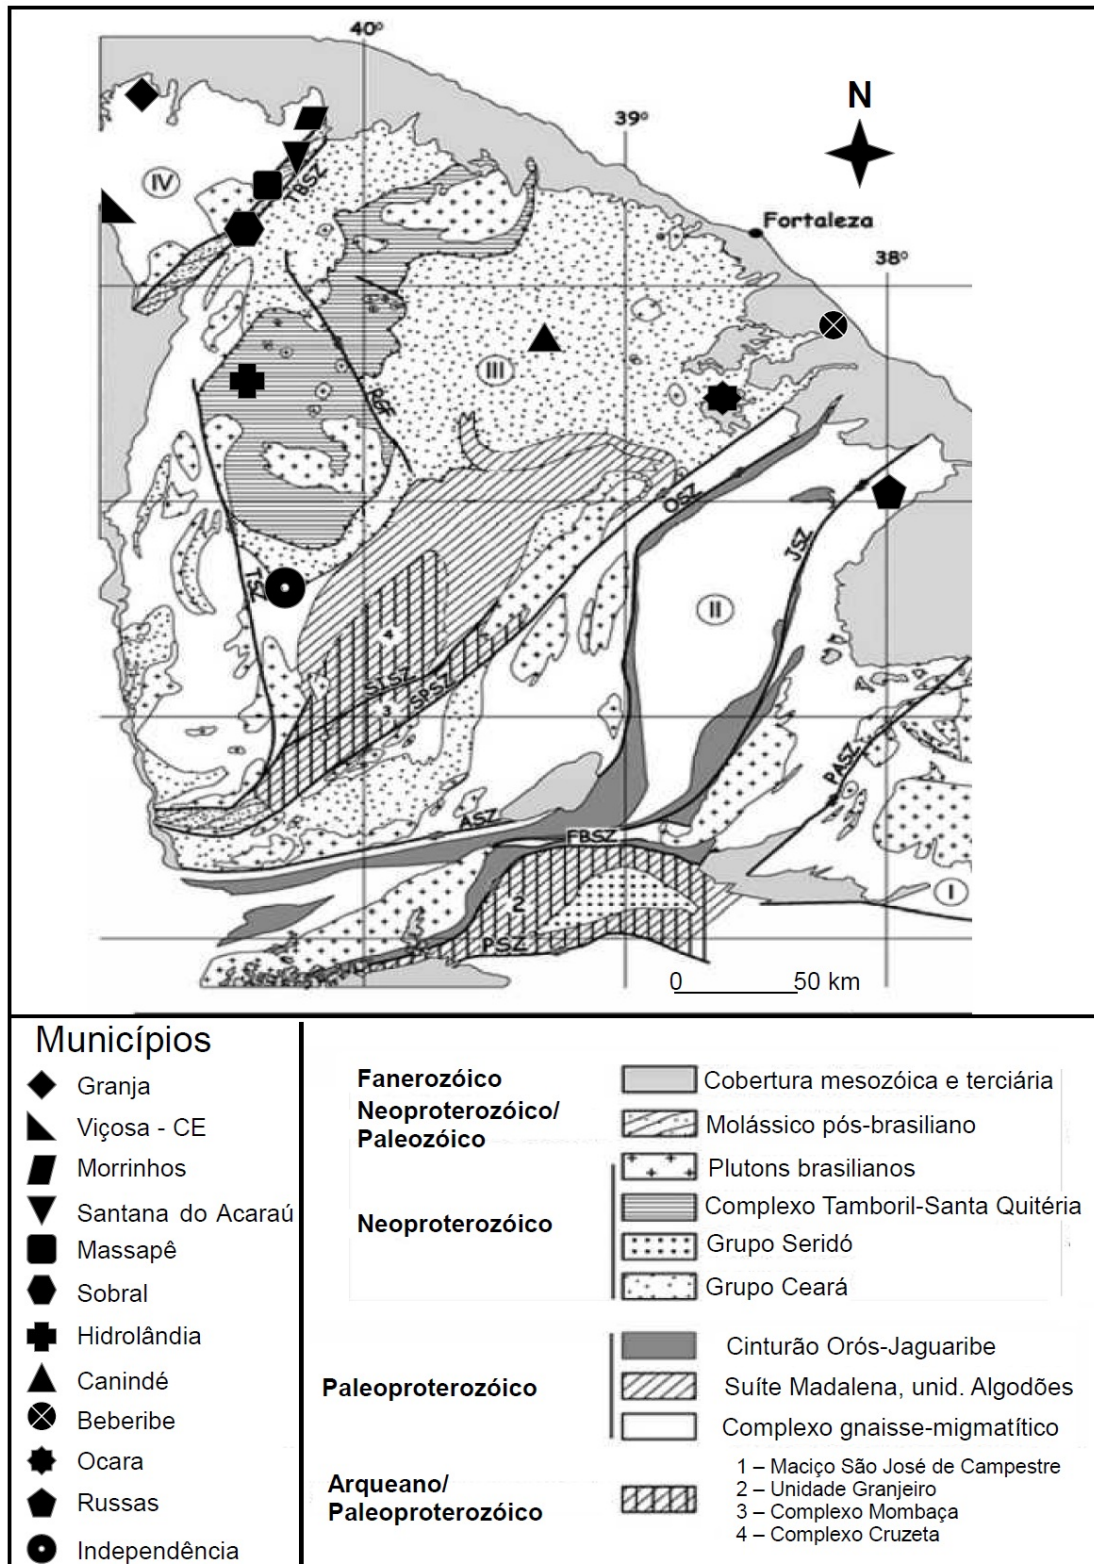 40°
N
39°
IV
TBSZ
Fortaleza
38°
III
RGF
OSZ
JSZ
TSZ
II
4
SISZ
3
SPSZ
PASZ
ASZ
FBSZ
I
2
PSZ
0 50 km
Municípios
Granja
Viçosa - CE
Morrinhos
Santana do Acaraú
Massapê
Sobral
Hidrolândia
Canindé
Beberibe
Ocara
Russas
Independência
Fanerozóico
Cobertura mesozóica e terciária
Neoproterozóico/
Paleozóico
Molássico pós-brasiliano
Plutons brasilianos
Neoproterozóico
Complexo Tamboril-Santa Quitéria
Grupo Seridó
Grupo Ceará
Cinturão Orós-Jaguaribe
Paleoproterozóico
Suíte Madalena, unid. Algodões
Complexo gnaisse-migmatítico
Arqueano/
Paleoproterozóico
1 – Maciço São José de Campestre
2 – Unidade Granjeiro
3 – Complexo Mombaça
4 – Complexo Cruzeta